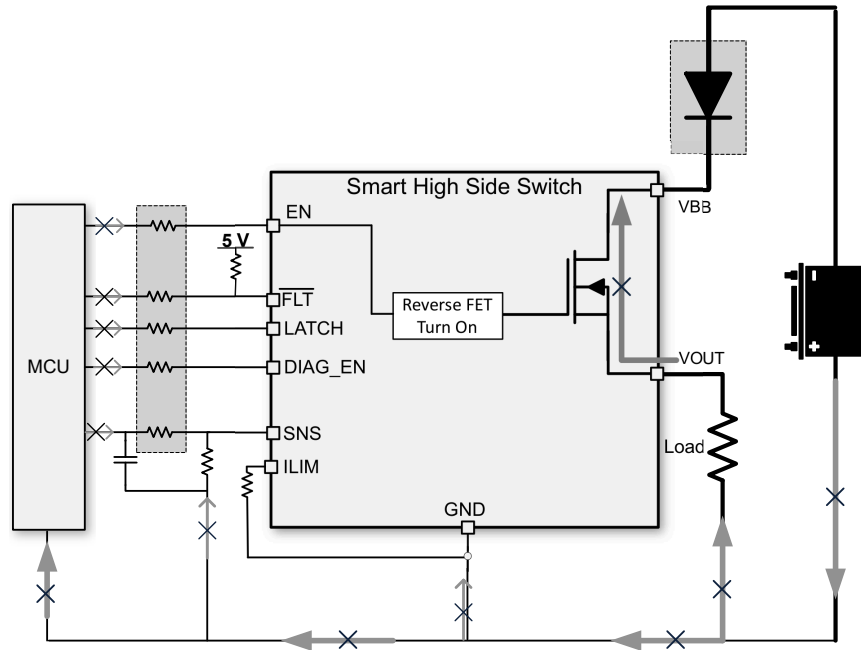 Smart High Side Switch
VBB
EN
5 V
FLT
LATCH
DIAG_EN
SNS
ILIM
GND
MCU
Reverse FET
Turn On
VOUT
Load
-
+